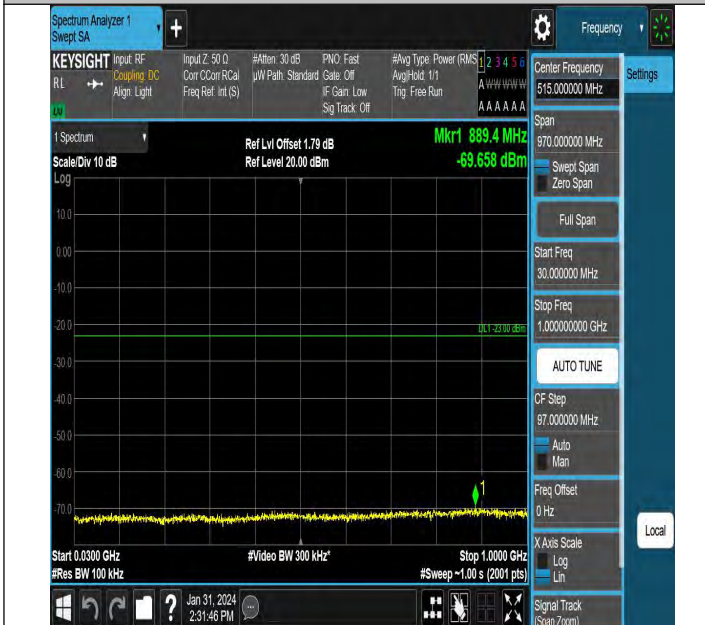 Spectrum Analyzer 1
Swept SA
+
Frequency
KEYSIGHT
RL
Input: RF
Coupling: DC
Align: Light
Input Z: 50 Ω
Corr CCorr RCal
Freq Ref: Int (S)
#Atten: 30 dB
µW Path: Standard
PNO: Fast
Gate: Off
IF Gain: Low
Sig Track: Off
#Avg Type: Power (RMS
Avg|Hold: 1/1
Trig: Free Run
1 2 3 4 5 6
A W W W W W
A A A A A A
1 Spectrum
Scale/Div 10 dB
Ref Lvl Offset 1.79 dB
Ref Level 20.00 dBm
Mkr1 889.4 MHz
-69.658 dBm
Log
10.0
0.00
-10.0
-20.0
-30.0
-40.0
-50.0
-60.0
-70.0
DL1 -23.00 dBm
1
Start 0.0300 GHz
#Res BW 100 kHz
#Video BW 300 kHz*
Stop 1.0000 GHz
#Sweep ~1.00 s (2001 pts)
?
Jan 31, 2024
2:31:46 PM
Center Frequency
515.000000 MHz
Settings
Span
970.000000 MHz
Swept Span
Zero Span
Full Span
Start Freq
30.000000 MHz
Stop Freq
1.000000000 GHz
AUTO TUNE
CF Step
97.000000 MHz
Auto
Man
Freq Offset
0 Hz
X Axis Scale
Log
Lin
Local
Signal Track
(Span Zoom)